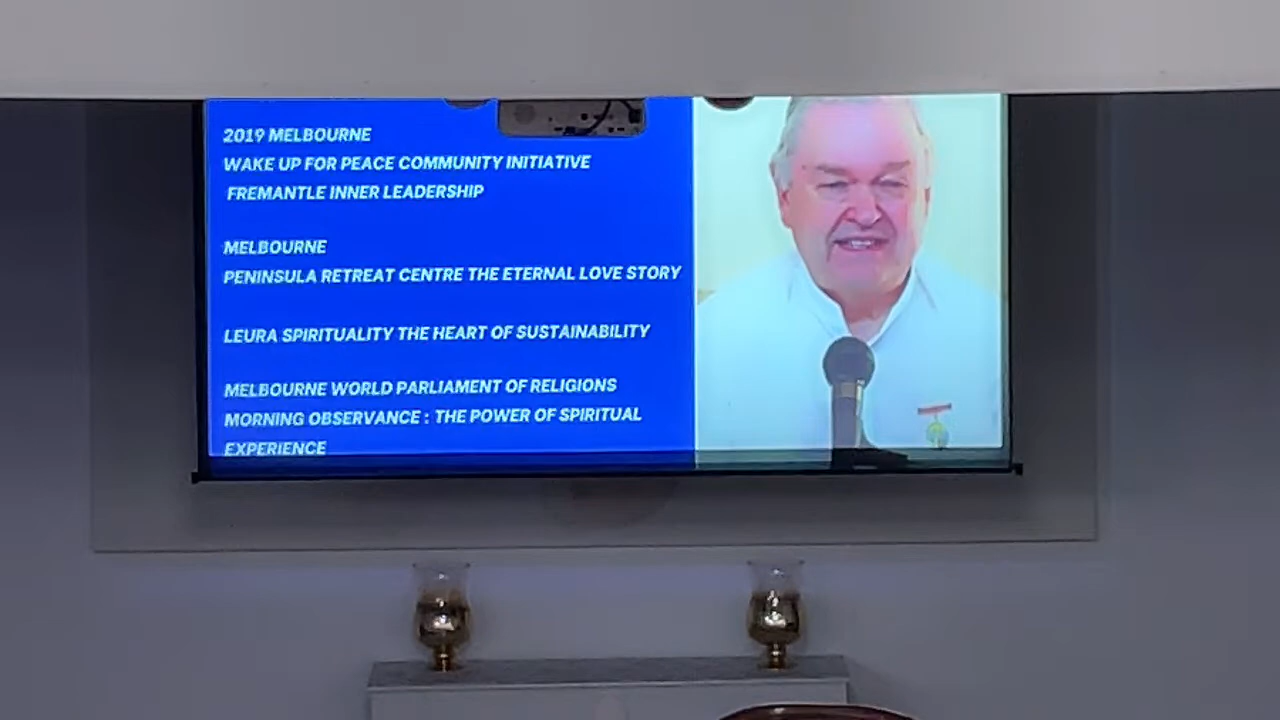 2019 MELBOURNE
WAKE UP FOR PEACE COMMUNITY INITIATIVE
FREMANTLE INNER LEADERSHIP
MELBOURNE
PENINSULA RETREAT CENTRE THE ETERNAL LOVE STORY
LEURA SPIRITUALITY THE HEART OF SUSTAINABILITY
MELBOURNE WORLD PARLIAMENT OF RELIGIONS
MORNING OBSERVANCE : THE POWER OF SPIRITUAL
EXPERIENCE